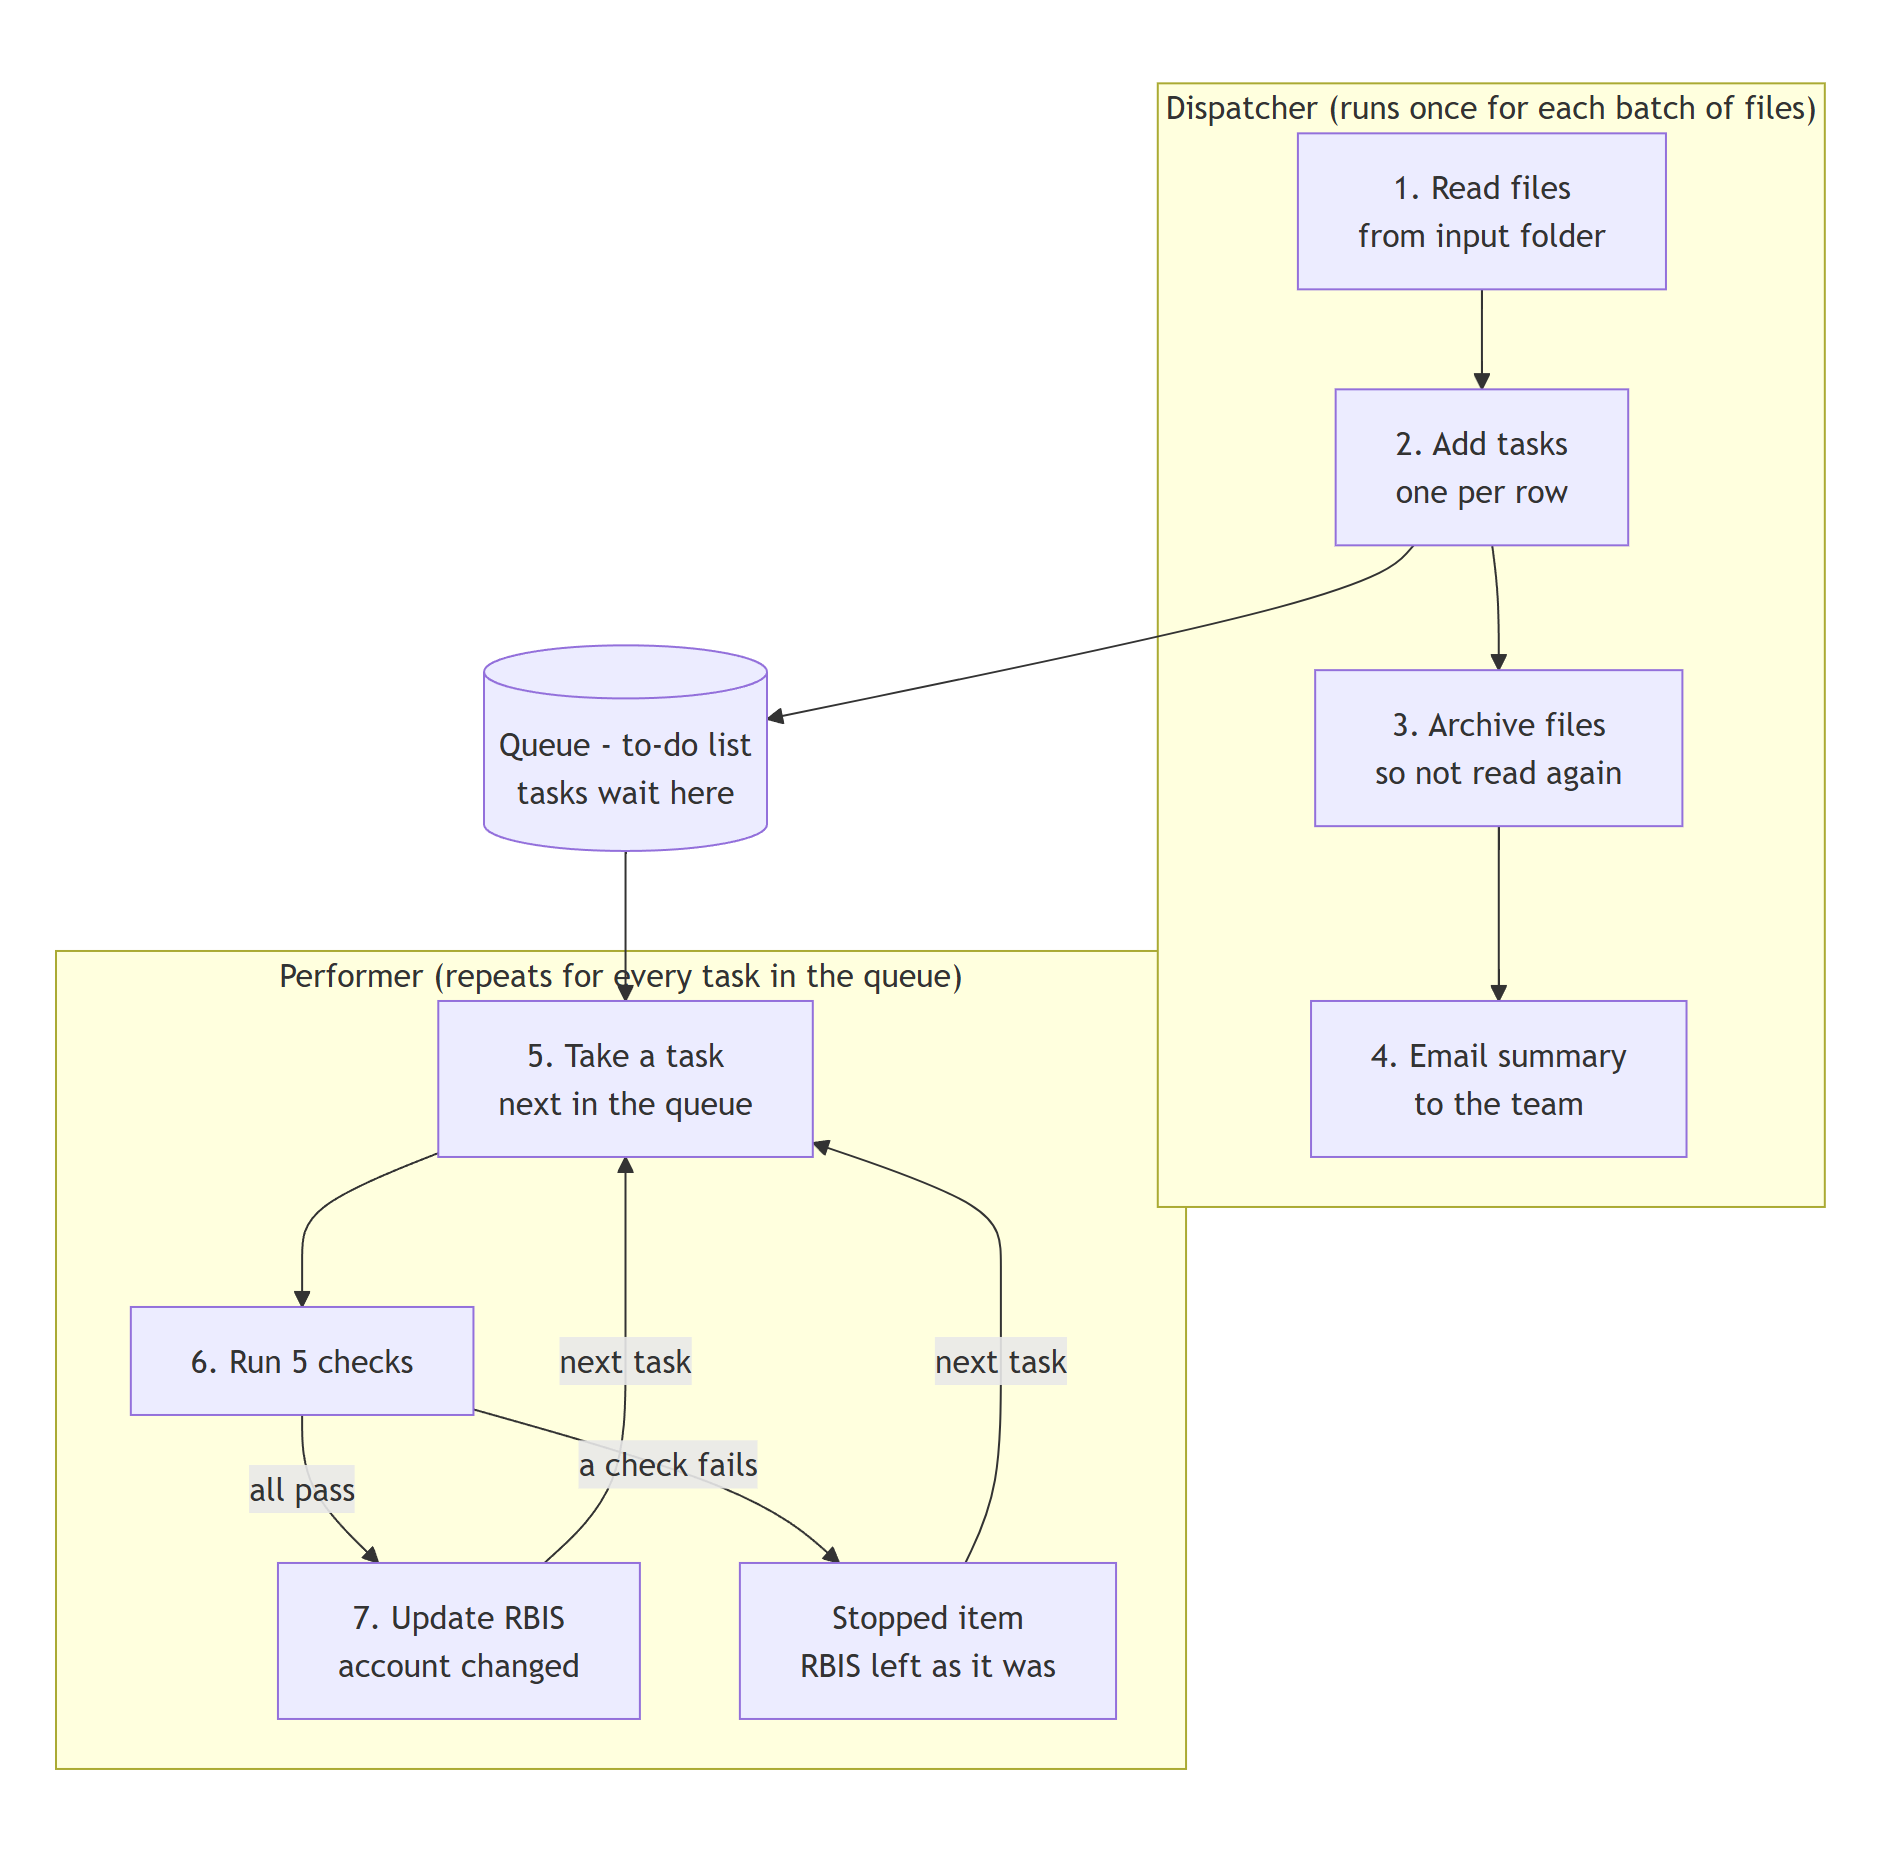 Dispatcher (runs once for each batch of files)
1. Read files
from input folder
2. Add tasks
one per row
Queue - to-do list
tasks wait here
3. Archive files
so not read again
4. Email summary
to the team
Performer (repeats for every task in the queue)
5. Take a task
next in the queue
6. Run 5 checks
next task
next task
a check fails
all pass
7. Update RBIS
account changed
Stopped item
RBIS left as it was